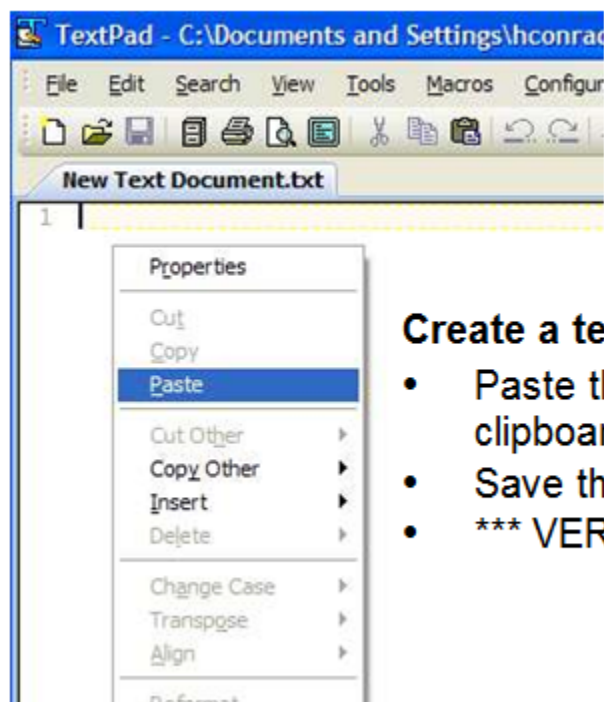 TextPad - C:\Documents and Settings\hconrad
File Edit Search View Tools Macros Configur
New Text Document.txt
1
Properties
Cut
Copy
Paste
Cut Other
Copy Other
Insert
Delete
Change Case
Transpose
Align
Reformat
Create a te
• Paste th
clipboar
• Save th
• *** VER